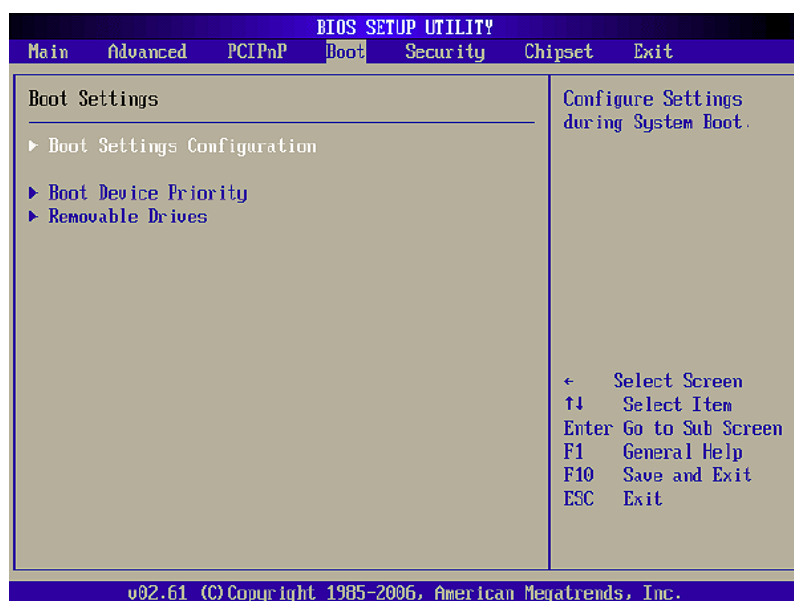 BIOS SETUP UTILITY
Main Advanced PCIPnP Boot Security Chipset Exit
Boot Settings
▶ Boot Settings Configuration
▶ Boot Device Priority
▶ Removable Drives
Configure Settings
during System Boot.
← Select Screen
↑↓ Select Item
Enter Go to Sub Screen
F1 General Help
F10 Save and Exit
ESC Exit
v02.61 (C)Copyright 1985-2006, American Megatrends, Inc.